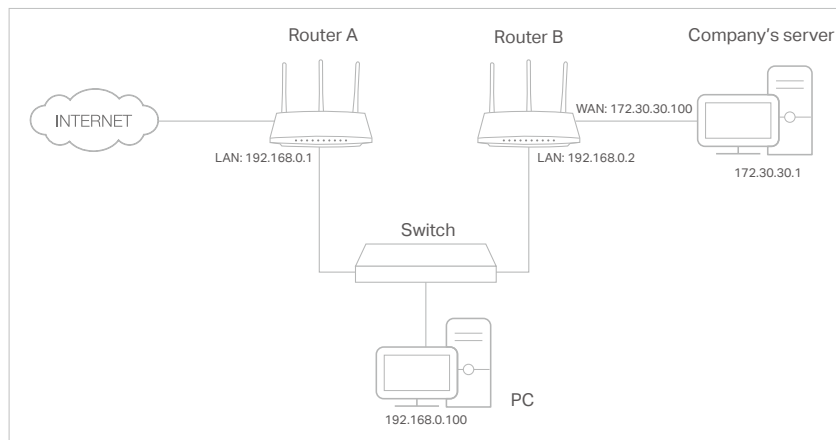 Router A
Router B
Company's server
INTERNET
WAN: 172.30.30.100
LAN: 192.168.0.1
LAN: 192.168.0.2
172.30.30.1
Switch
PC
192.168.0.100